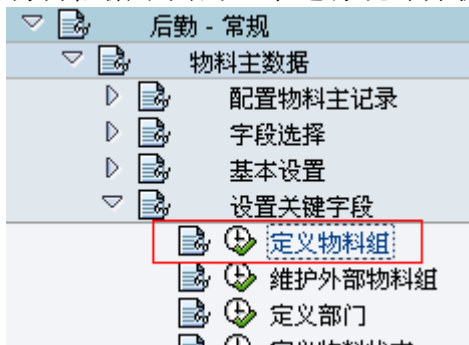 后勤 - 常规
物料主数据
配置物料主记录
字段选择
基本设置
设置关键字段
定义物料组
维护外部物料组
定义部门